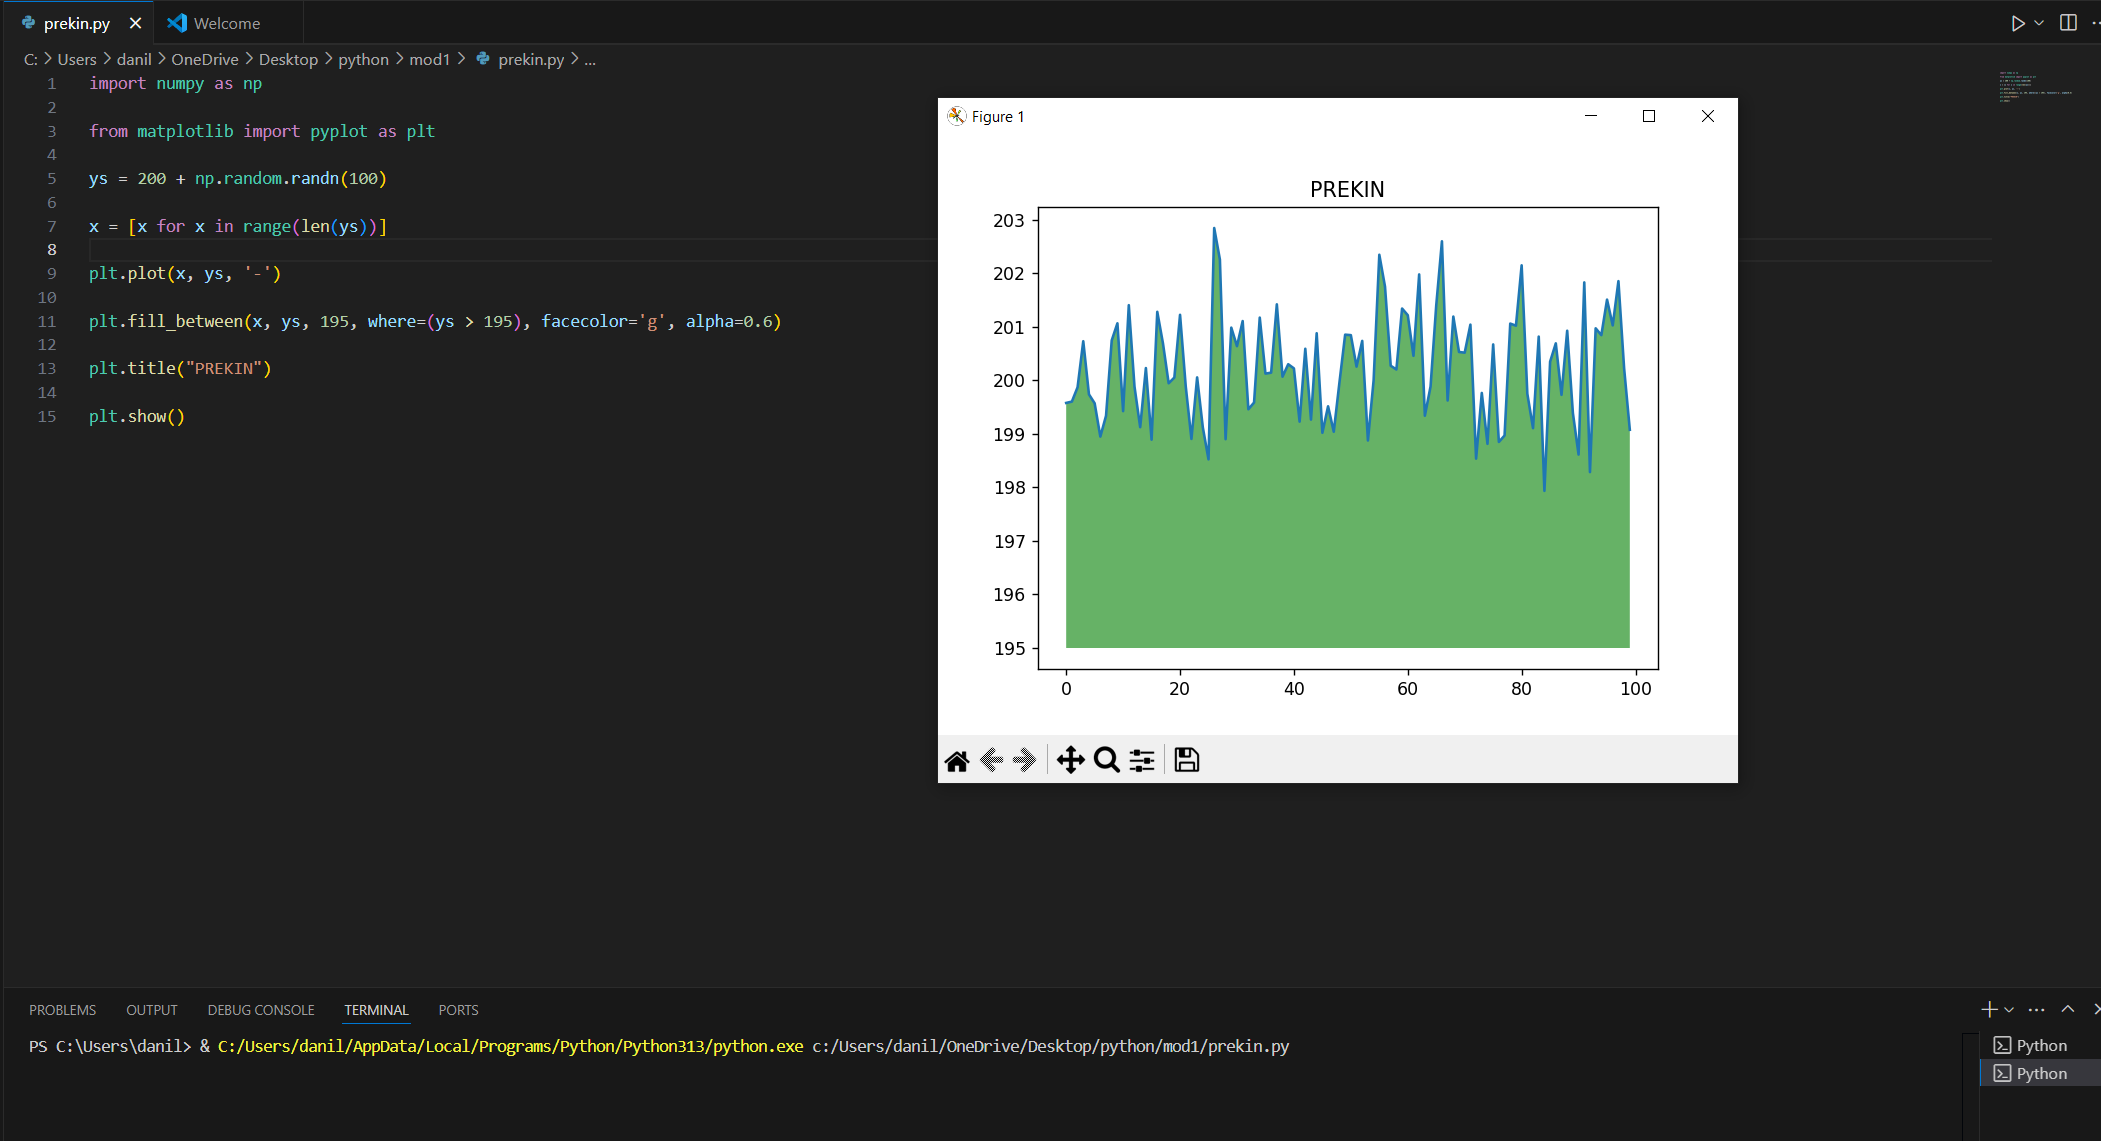 prekin.py
Welcome
C: > Users > danil > OneDrive > Desktop > python > mod1 > prekin.py > ...
1 import numpy as np
2
3 from matplotlib import pyplot as plt
4
5 ys = 200 + np.random.randn(100)
6
7 x = [x for x in range(len(ys))]
8
9 plt.plot(x, ys, '-')
10
11 plt.fill_between(x, ys, 195, where=(ys > 195), facecolor='g', alpha=0.6)
12
13 plt.title("PREKIN")
14
15 plt.show()
Figure 1
PREKIN
203
202
201
200
199
198
197
196
195
0 20 40 60 80 100
PROBLEMS OUTPUT DEBUG CONSOLE TERMINAL PORTS
PS C:\Users\danil> & C:/Users/danil/AppData/Local/Programs/Python/Python313/python.exe c:/Users/danil/OneDrive/Desktop/python/mod1/prekin.py
Python
Python